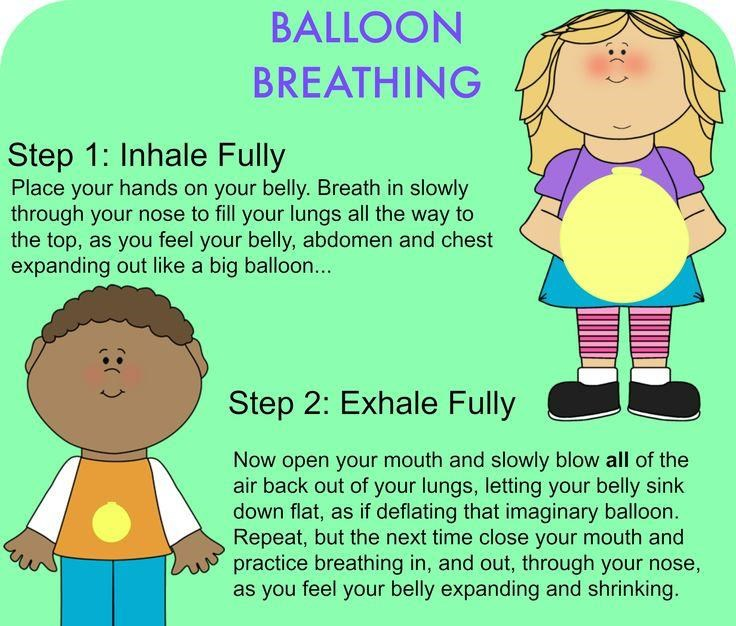 BALLOON
BREATHING
Step 1: Inhale Fully
Place your hands on your belly. Breath in slowly
through your nose to fill your lungs all the way to
the top, as you feel your belly, abdomen and chest
expanding out like a big balloon...
Step 2: Exhale Fully
Now open your mouth and slowly blow all of the
air back out of your lungs, letting your belly sink
down flat, as if deflating that imaginary balloon.
Repeat, but the next time close your mouth and
practice breathing in, and out, through your nose,
as you feel your belly expanding and shrinking.